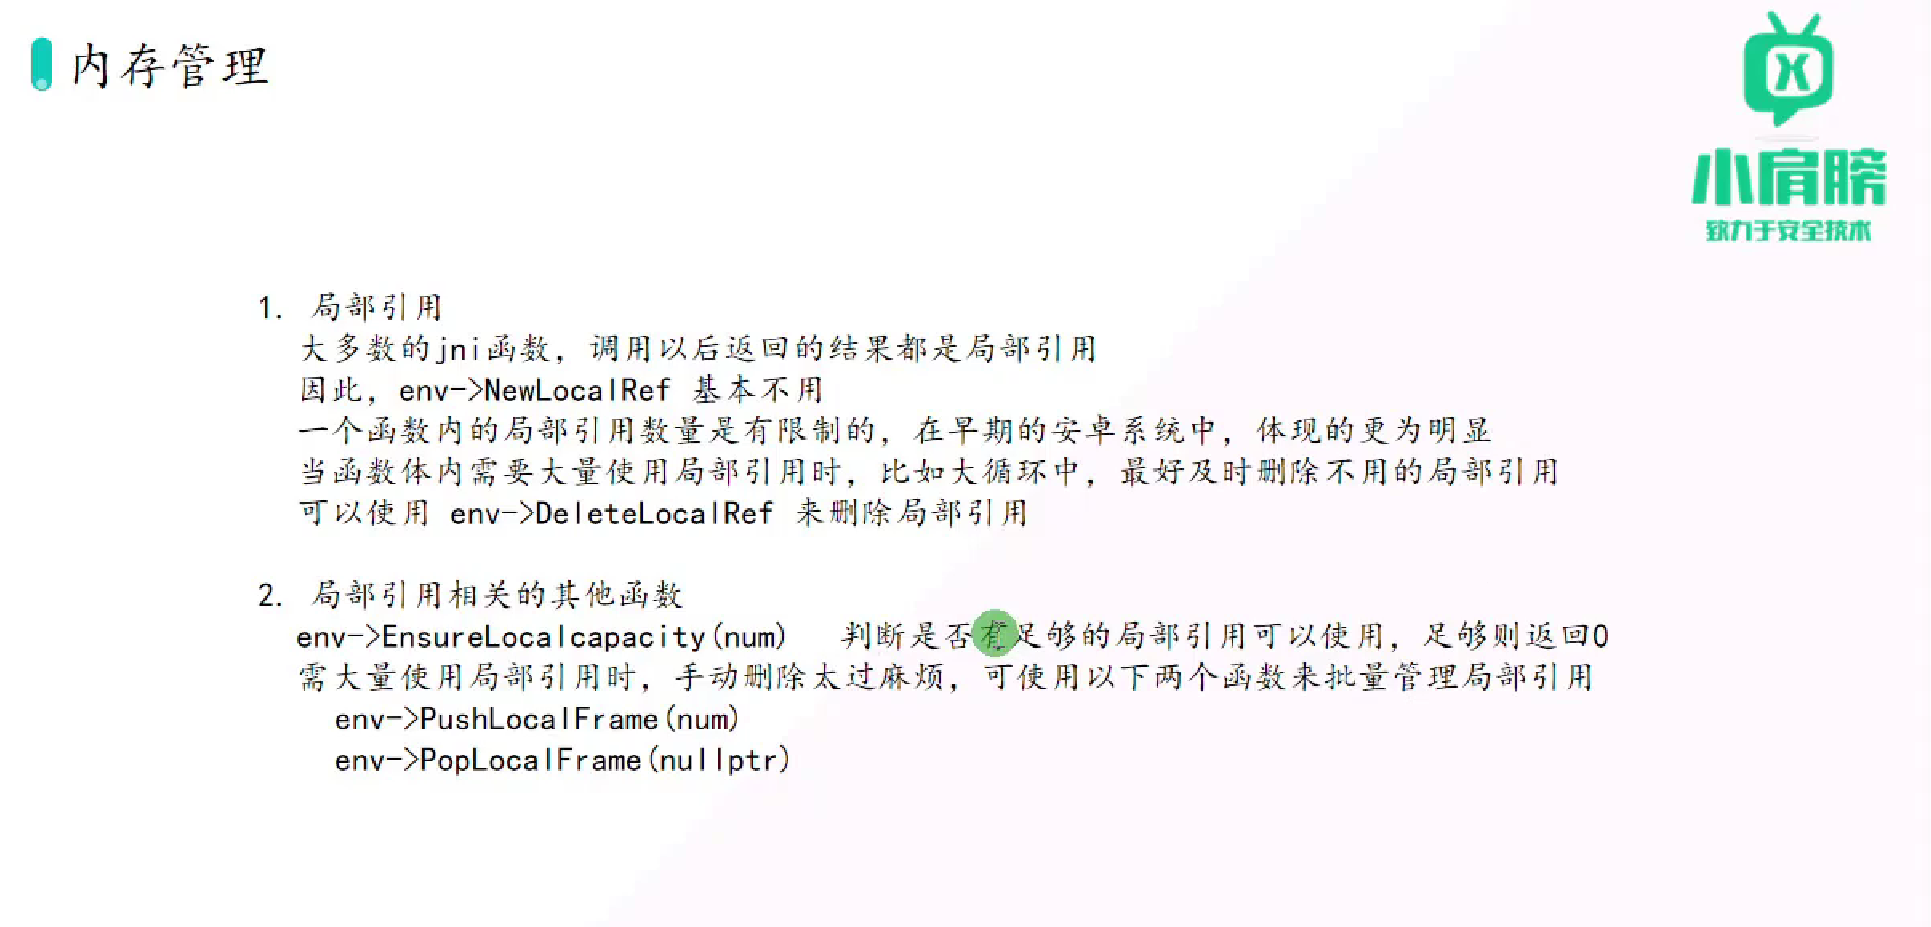 内存管理
小肩膀
致力于安全技术
1. 局部引用
大多数的jni函数，调用以后返回的结果都是局部引用
因此，env->NewLocalRef 基本不用
一个函数内的局部引用数量是有限制的，在早期的安卓系统中，体现的更为明显
当函数体内需要大量使用局部引用时，比如大循环中，最好及时删除不用的局部引用
可以使用 env->DeleteLocalRef 来删除局部引用
2. 局部引用相关的其他函数
env->EnsureLocalcapacity(num) 判断是否有足够的局部引用可以使用，足够则返回0
需大量使用局部引用时，手动删除太过麻烦，可使用以下两个函数来批量管理局部引用
env->PushLocalFrame(num)
env->PopLocalFrame(nullptr)